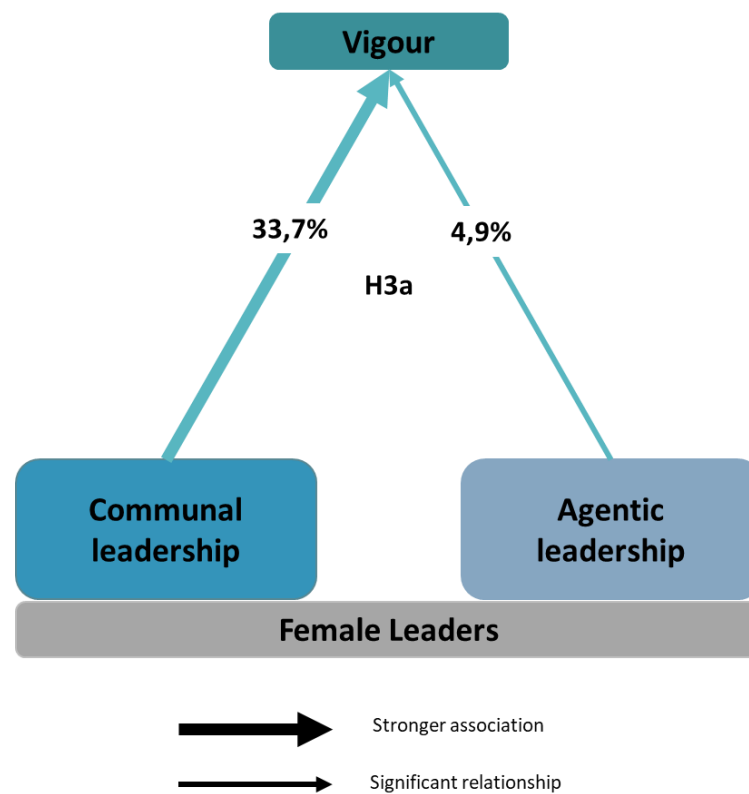 Vigour
33,7%
4,9%
H3a
Communal
leadership
Agentic
leadership
Female Leaders
Stronger association
Significant relationship